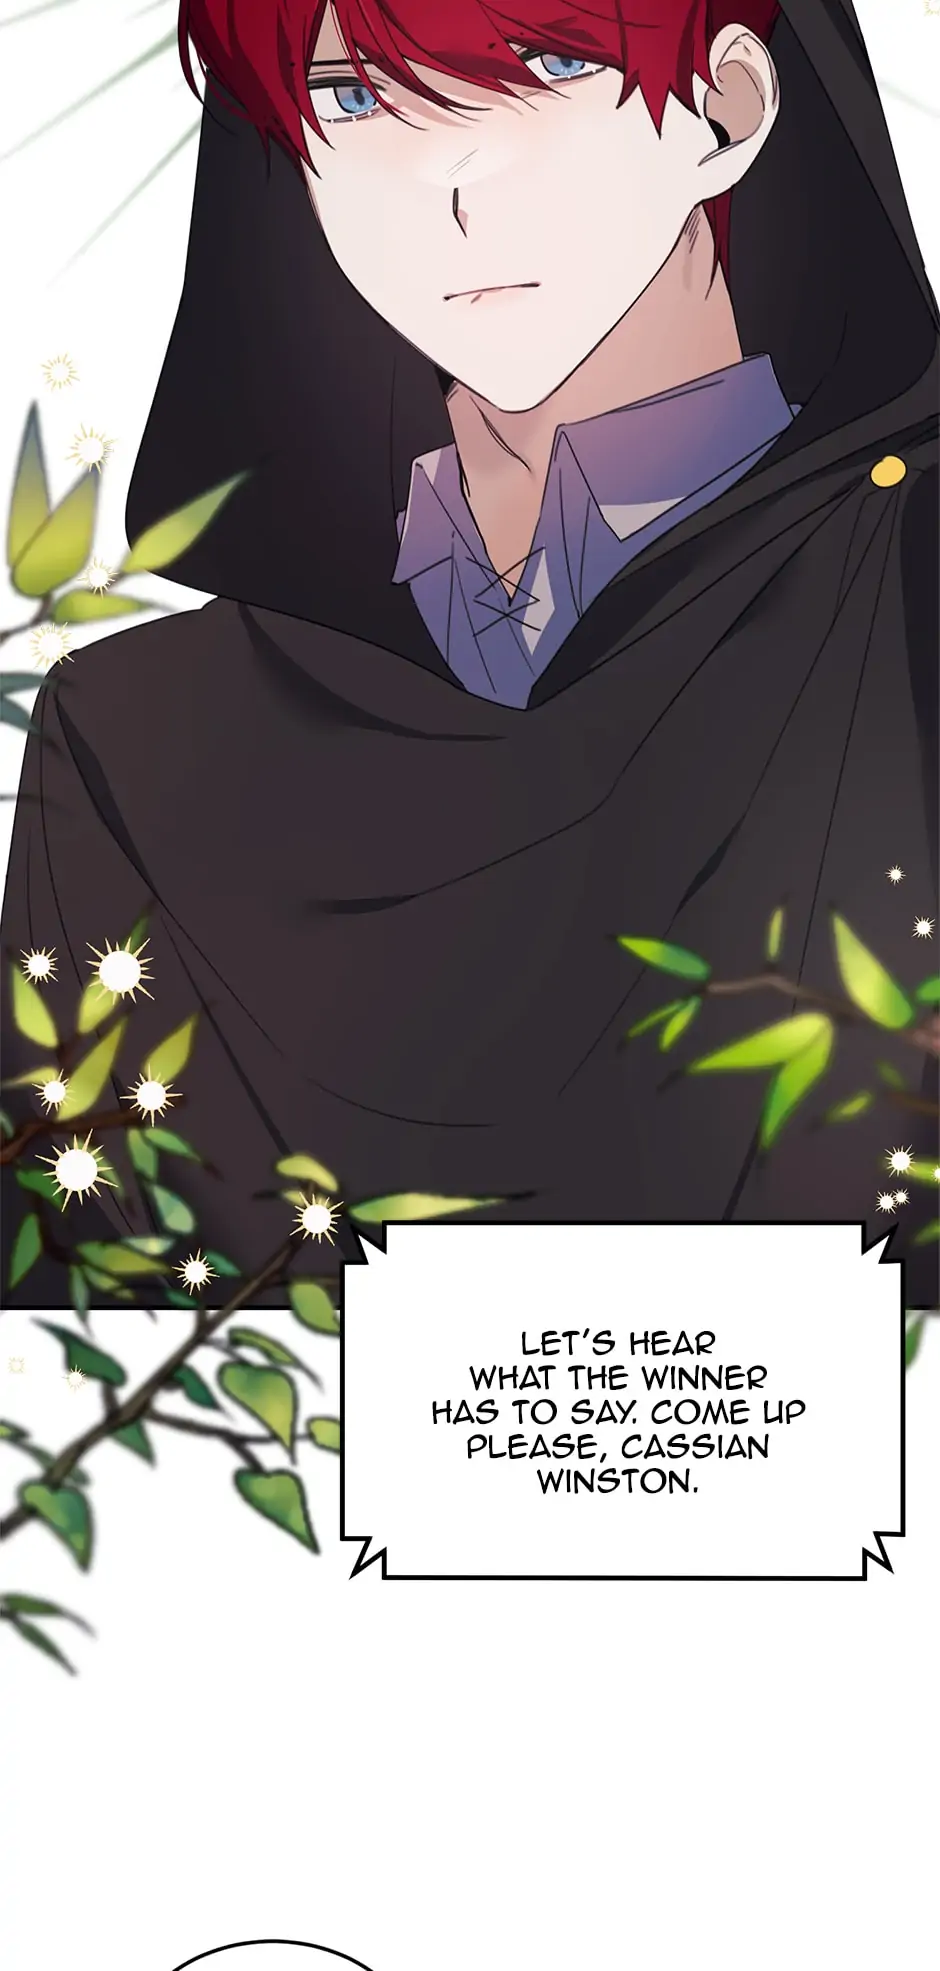 LET'S HEAR
WHAT THE WINNER
HAS TO SAY. COME UP
PLEASE, CASSIAN
WINSTON.